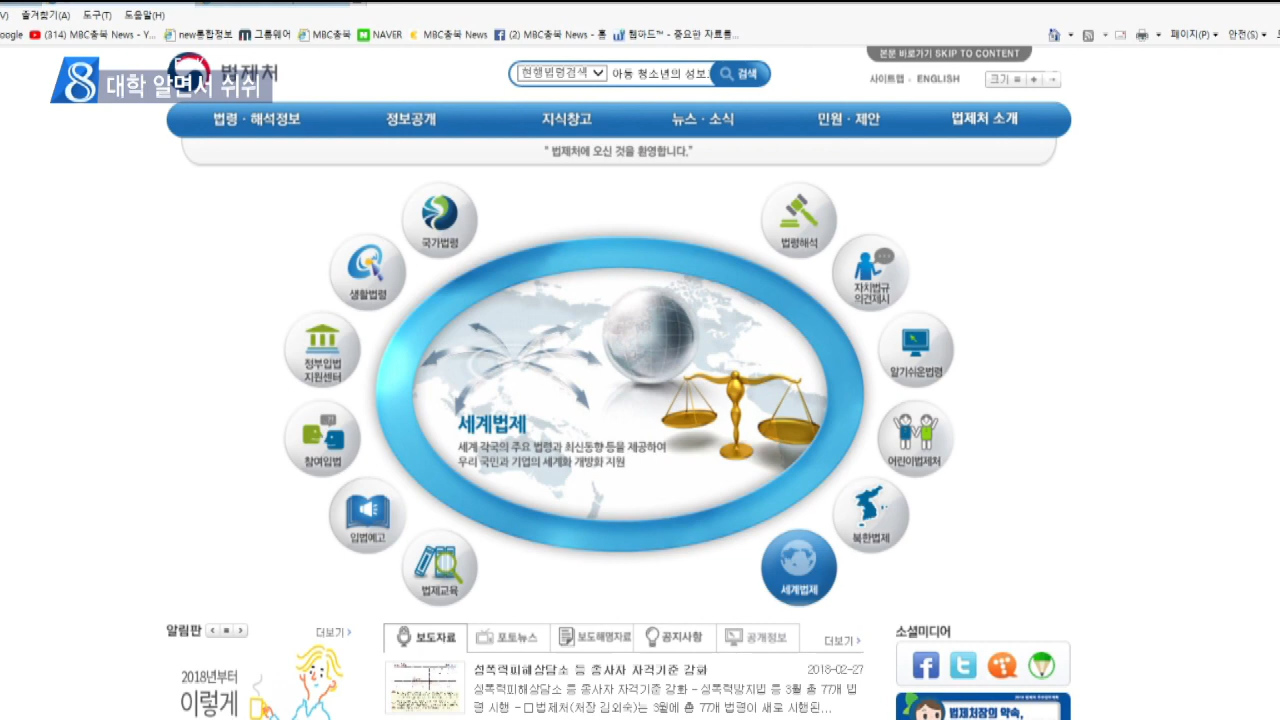 V) 즐겨찾기(A) 도구(T) 도움말(H)
oogle (314) MBC충북 News - Y... new통합정보 그룹웨어 MBC충북 NAVER MBC충북 News (2) MBC충북 News - 홈 웹하드™ - 중요한 자료를... 페이지(P) 안전(S)
본문 바로가기 SKIP TO CONTENT
8 대학 알면서 쉬쉬
법제처
현행법령검색 아동 청소년의 성보 검색
사이트맵 ENGLISH 크기
법령 · 해석정보 정보공개 지식창고 뉴스 · 소식 민원 · 제안 법제처 소개
" 법제처에 오신 것을 환영합니다."
국가법령
법령해석
생활법령
자치법규
의견제시
정부입법
지원센터
알기쉬운법령
세계법제
세계 각국의 주요 법령과 최신동향 등을 제공하여
우리 국민과 기업의 세계화 개방화 지원
참여입법
어린이법제처
입법예고
북한법제
법제교육
세계법제
알림판 더보기
보도자료 포토뉴스 보도해명자료 공지사항 공개정보 더보기
소셜미디어
2018년부터
이렇게
성폭력피해상담소 등 종사자 자격기준 강화 2018-02-27
성폭력피해상담소 등 종사자 자격기준 강화 - 성폭력방지법 등 3월 총 77개 법
령 시행 - □ 법제처(처장 김외숙)는 3월에 총 77개 법령이 새로 시행된...
법제처장의 약속,